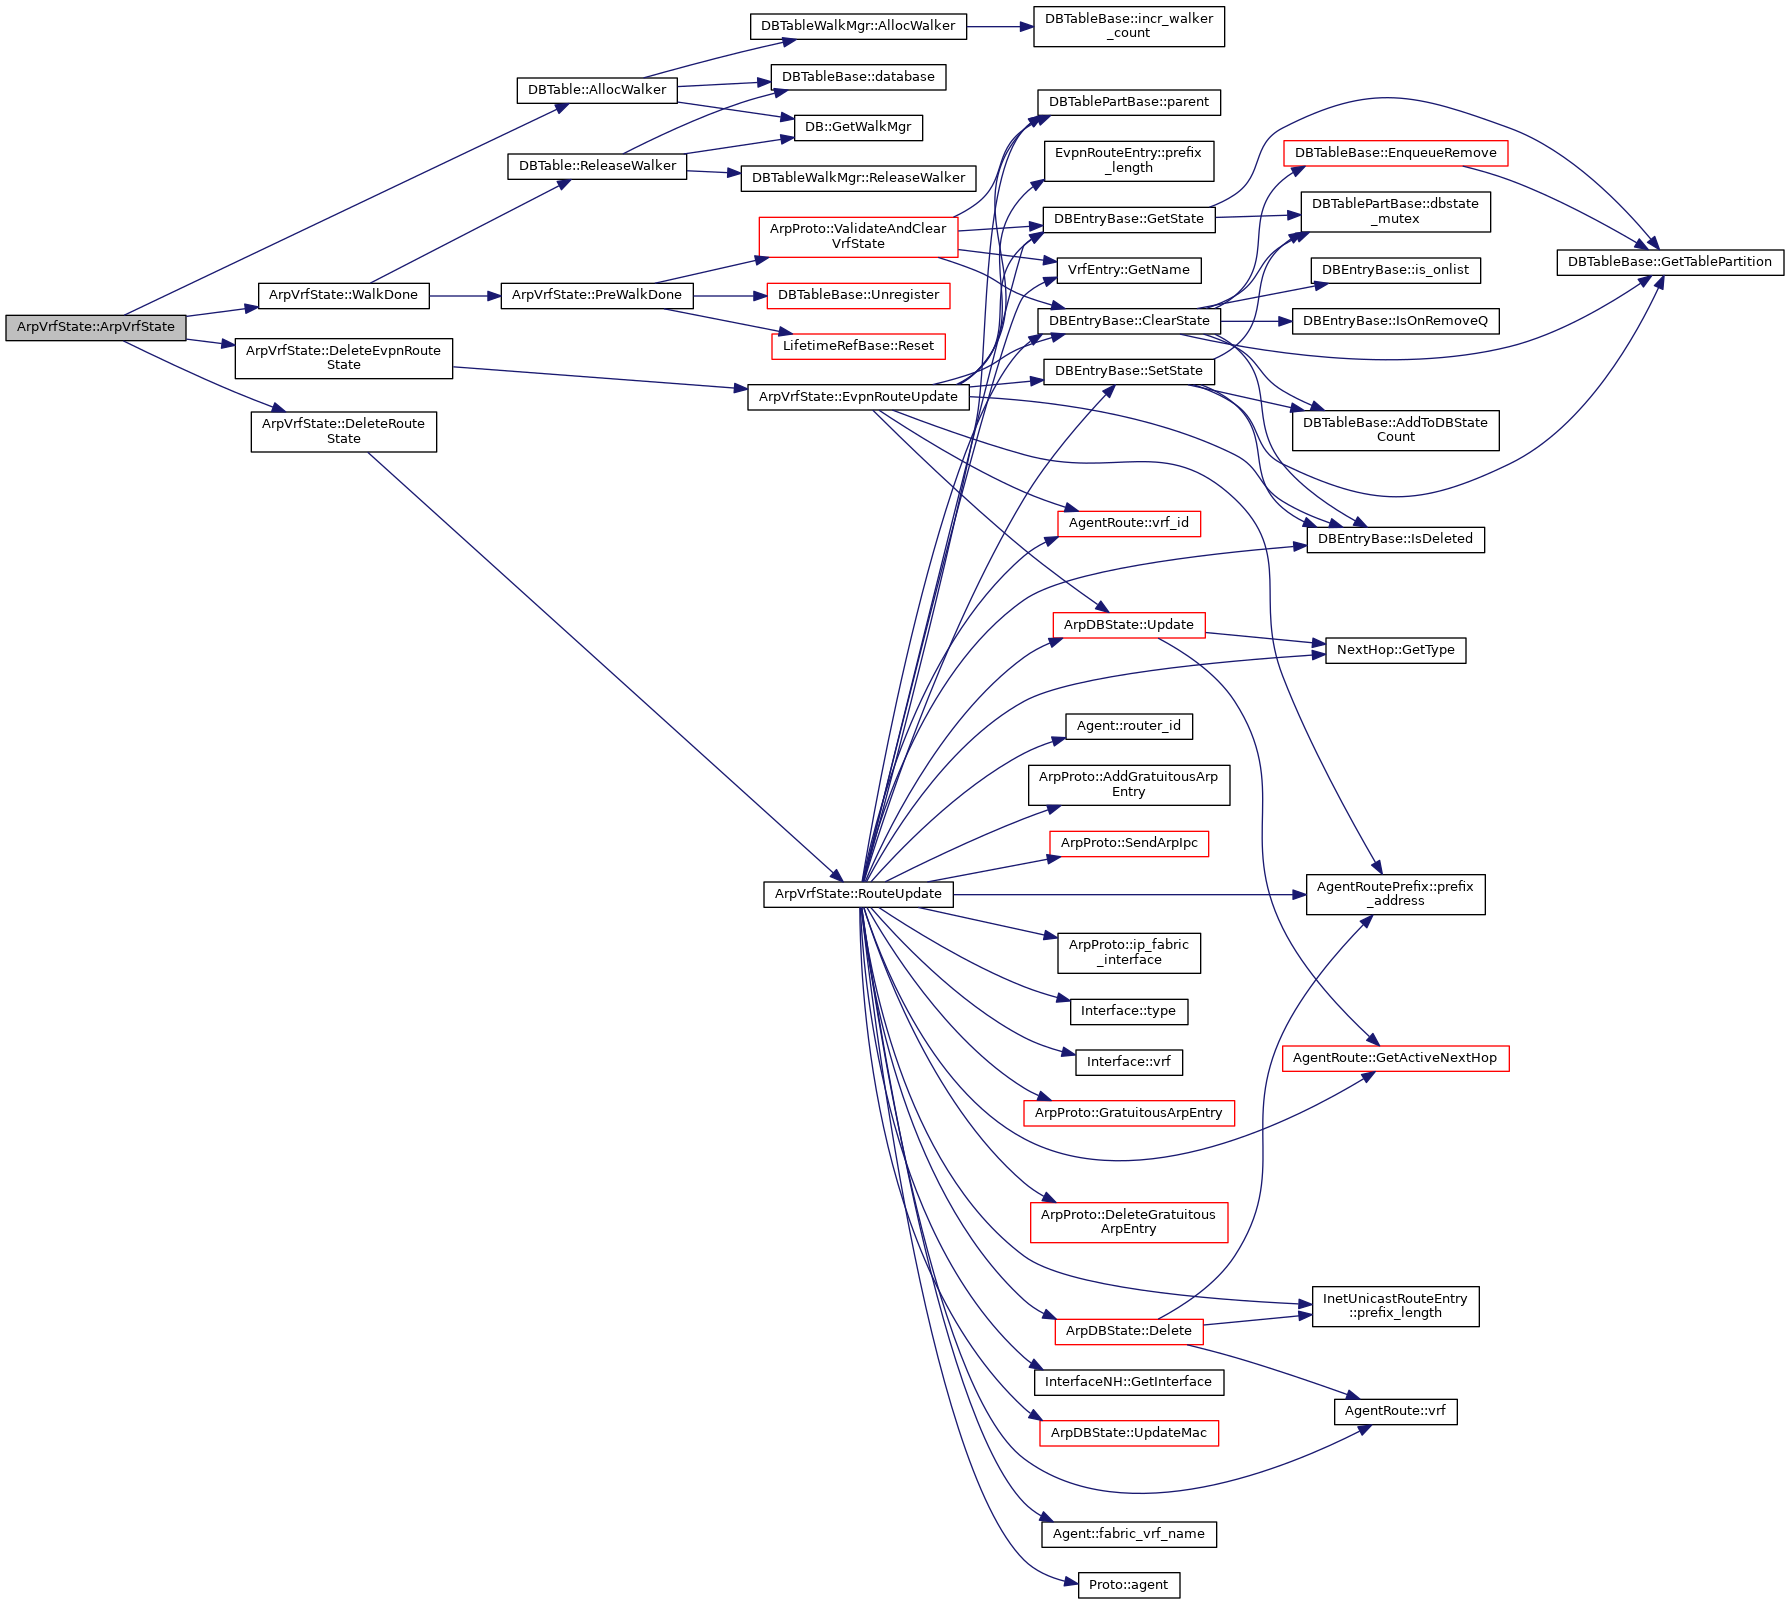 DBTableWalkMgr::AllocWalker
DBTableBase::incr_walker
_count
DBTable::AllocWalker
DBTableBase::database
DB::GetWalkMgr
DBTable::ReleaseWalker
DBTableWalkMgr::ReleaseWalker
DBTablePartBase::parent
EvpnRouteEntry::prefix
_length
DBTableBase::EnqueueRemove
DBTablePartBase::dbstate
_mutex
DBEntryBase::GetState
ArpProto::ValidateAndClear
VrfState
VrfEntry::GetName
DBEntryBase::is_onlist
DBTableBase::GetTablePartition
ArpVrfState::ArpVrfState
ArpVrfState::WalkDone
ArpVrfState::PreWalkDone
DBTableBase::Unregister
LifetimeRefBase::Reset
DBEntryBase::ClearState
DBEntryBase::IsOnRemoveQ
ArpVrfState::DeleteEvpnRoute
State
ArpVrfState::EvpnRouteUpdate
DBEntryBase::SetState
DBTableBase::AddToDBState
Count
ArpVrfState::DeleteRoute
State
AgentRoute::vrf_id
DBEntryBase::IsDeleted
ArpDBState::Update
NextHop::GetType
Agent::router_id
ArpProto::AddGratuitousArp
Entry
ArpProto::SendArpIpc
ArpVrfState::RouteUpdate
AgentRoutePrefix::prefix
_address
ArpProto::ip_fabric
_interface
Interface::type
Interface::vrf
AgentRoute::GetActiveNextHop
ArpProto::GratuitousArpEntry
ArpProto::DeleteGratuitous
ArpEntry
InetUnicastRouteEntry
::prefix_length
ArpDBState::Delete
InterfaceNH::GetInterface
AgentRoute::vrf
ArpDBState::UpdateMac
Agent::fabric_vrf_name
Proto::agent